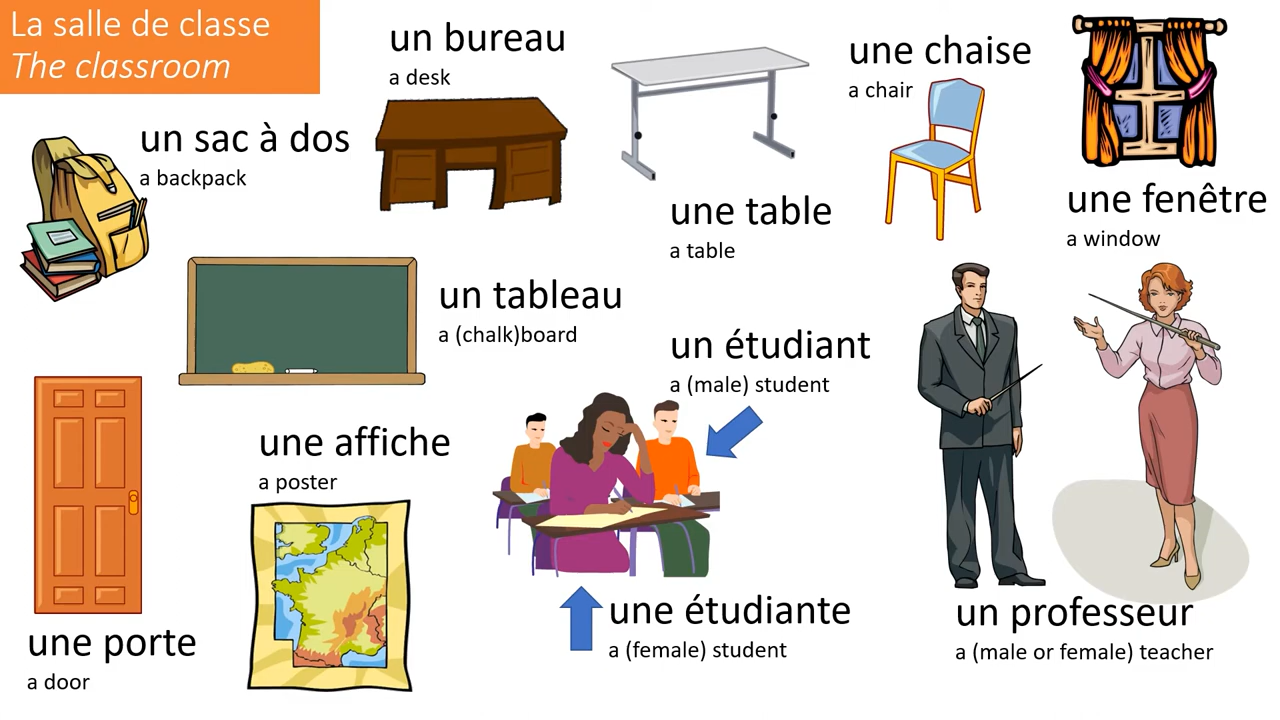 La salle de classe
The classroom
un bureau
a desk
une chaise
a chair
un sac à dos
a backpack
une table
a table
une fenêtre
a window
un tableau
a (chalk)board
un étudiant
a (male) student
une affiche
a poster
une étudiante
a (female) student
un professeur
a (male or female) teacher
une porte
a door